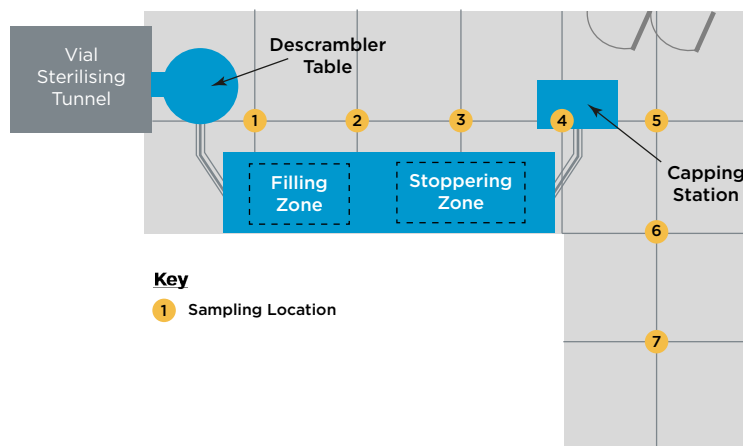 Vial
Sterilising
Tunnel
Descrambler
Table
1
2
3
4
5
Capping
Station
Filling
Zone
Stoppering
Zone
6
7
Key
1 Sampling Location